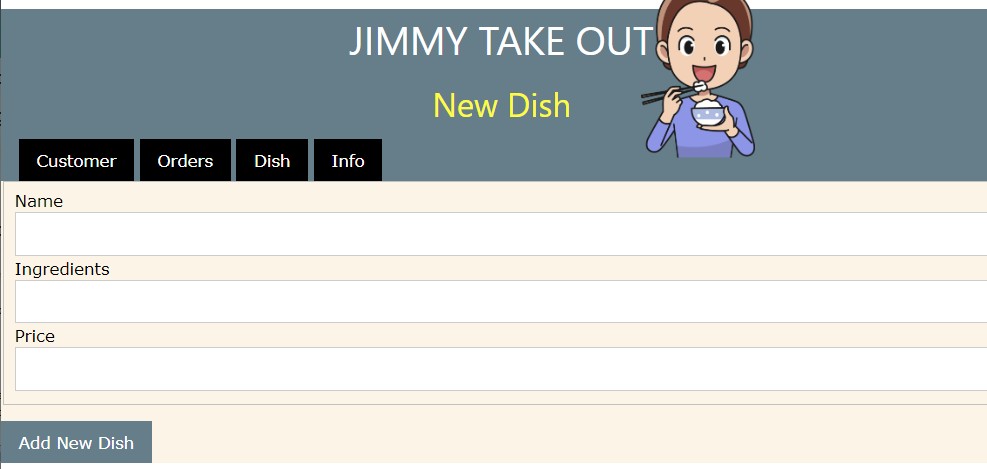 JIMMY TAKE OUT
New Dish
Customer Orders Dish Info
Name
Ingredients
Price
Add New Dish